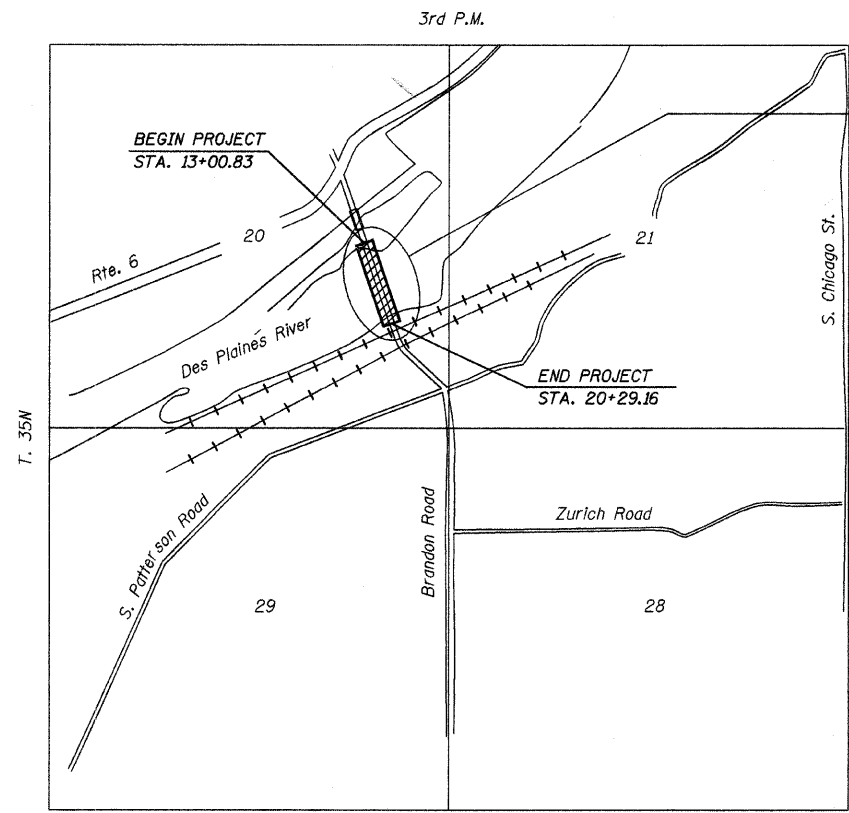 3rd P.M.
BEGIN PROJECT
STA. 13+00.83
20
21
Rte. 6
S. Chicago St.
Des Plaines River
END PROJECT
STA. 20+29.16
T. 35N
S. Patterson Road
Brandon Road
Zurich Road
29
28